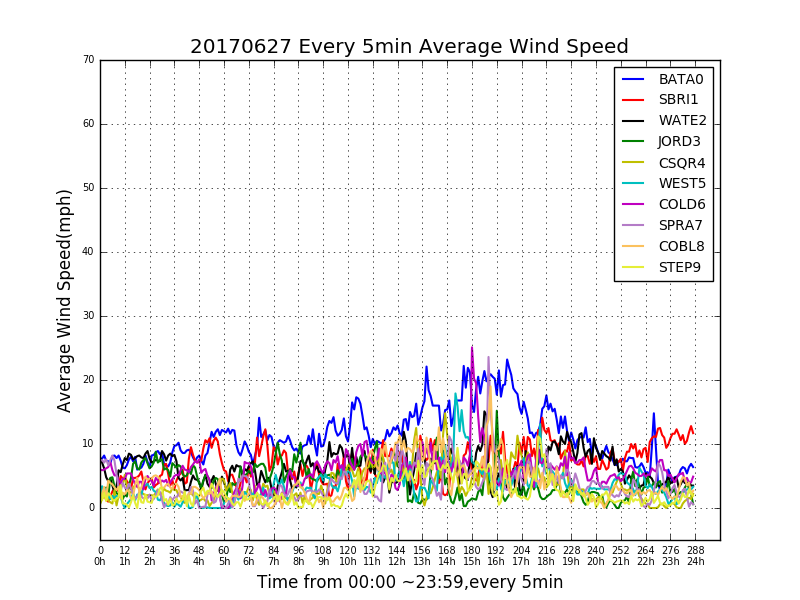 20170627 Every 5min Average Wind Speed
70
60
50
40
30
20
10
0
Average Wind Speed(mph)
BATA0
SBRI1
WATE2
JORD3
CSQR4
WEST5
COLD6
SPRA7
COBL8
STEP9
0 12 24 36 48 60 72 84 96 108 120 132 144 156 168 180 192 204 216 228 240 252 264 276 288
0h 1h 2h 3h 4h 5h 6h 7h 8h 9h 10h 11h 12h 13h 14h 15h 16h 17h 18h 19h 20h 21h 22h 23h 24h
Time from 00:00 ~23:59,every 5min